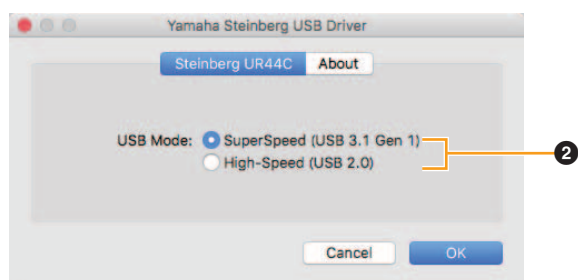 Yamaha Steinberg USB Driver
Steinberg UR44C About
USB Mode: SuperSpeed (USB 3.1 Gen 1)
High-Speed (USB 2.0)
2
Cancel OK